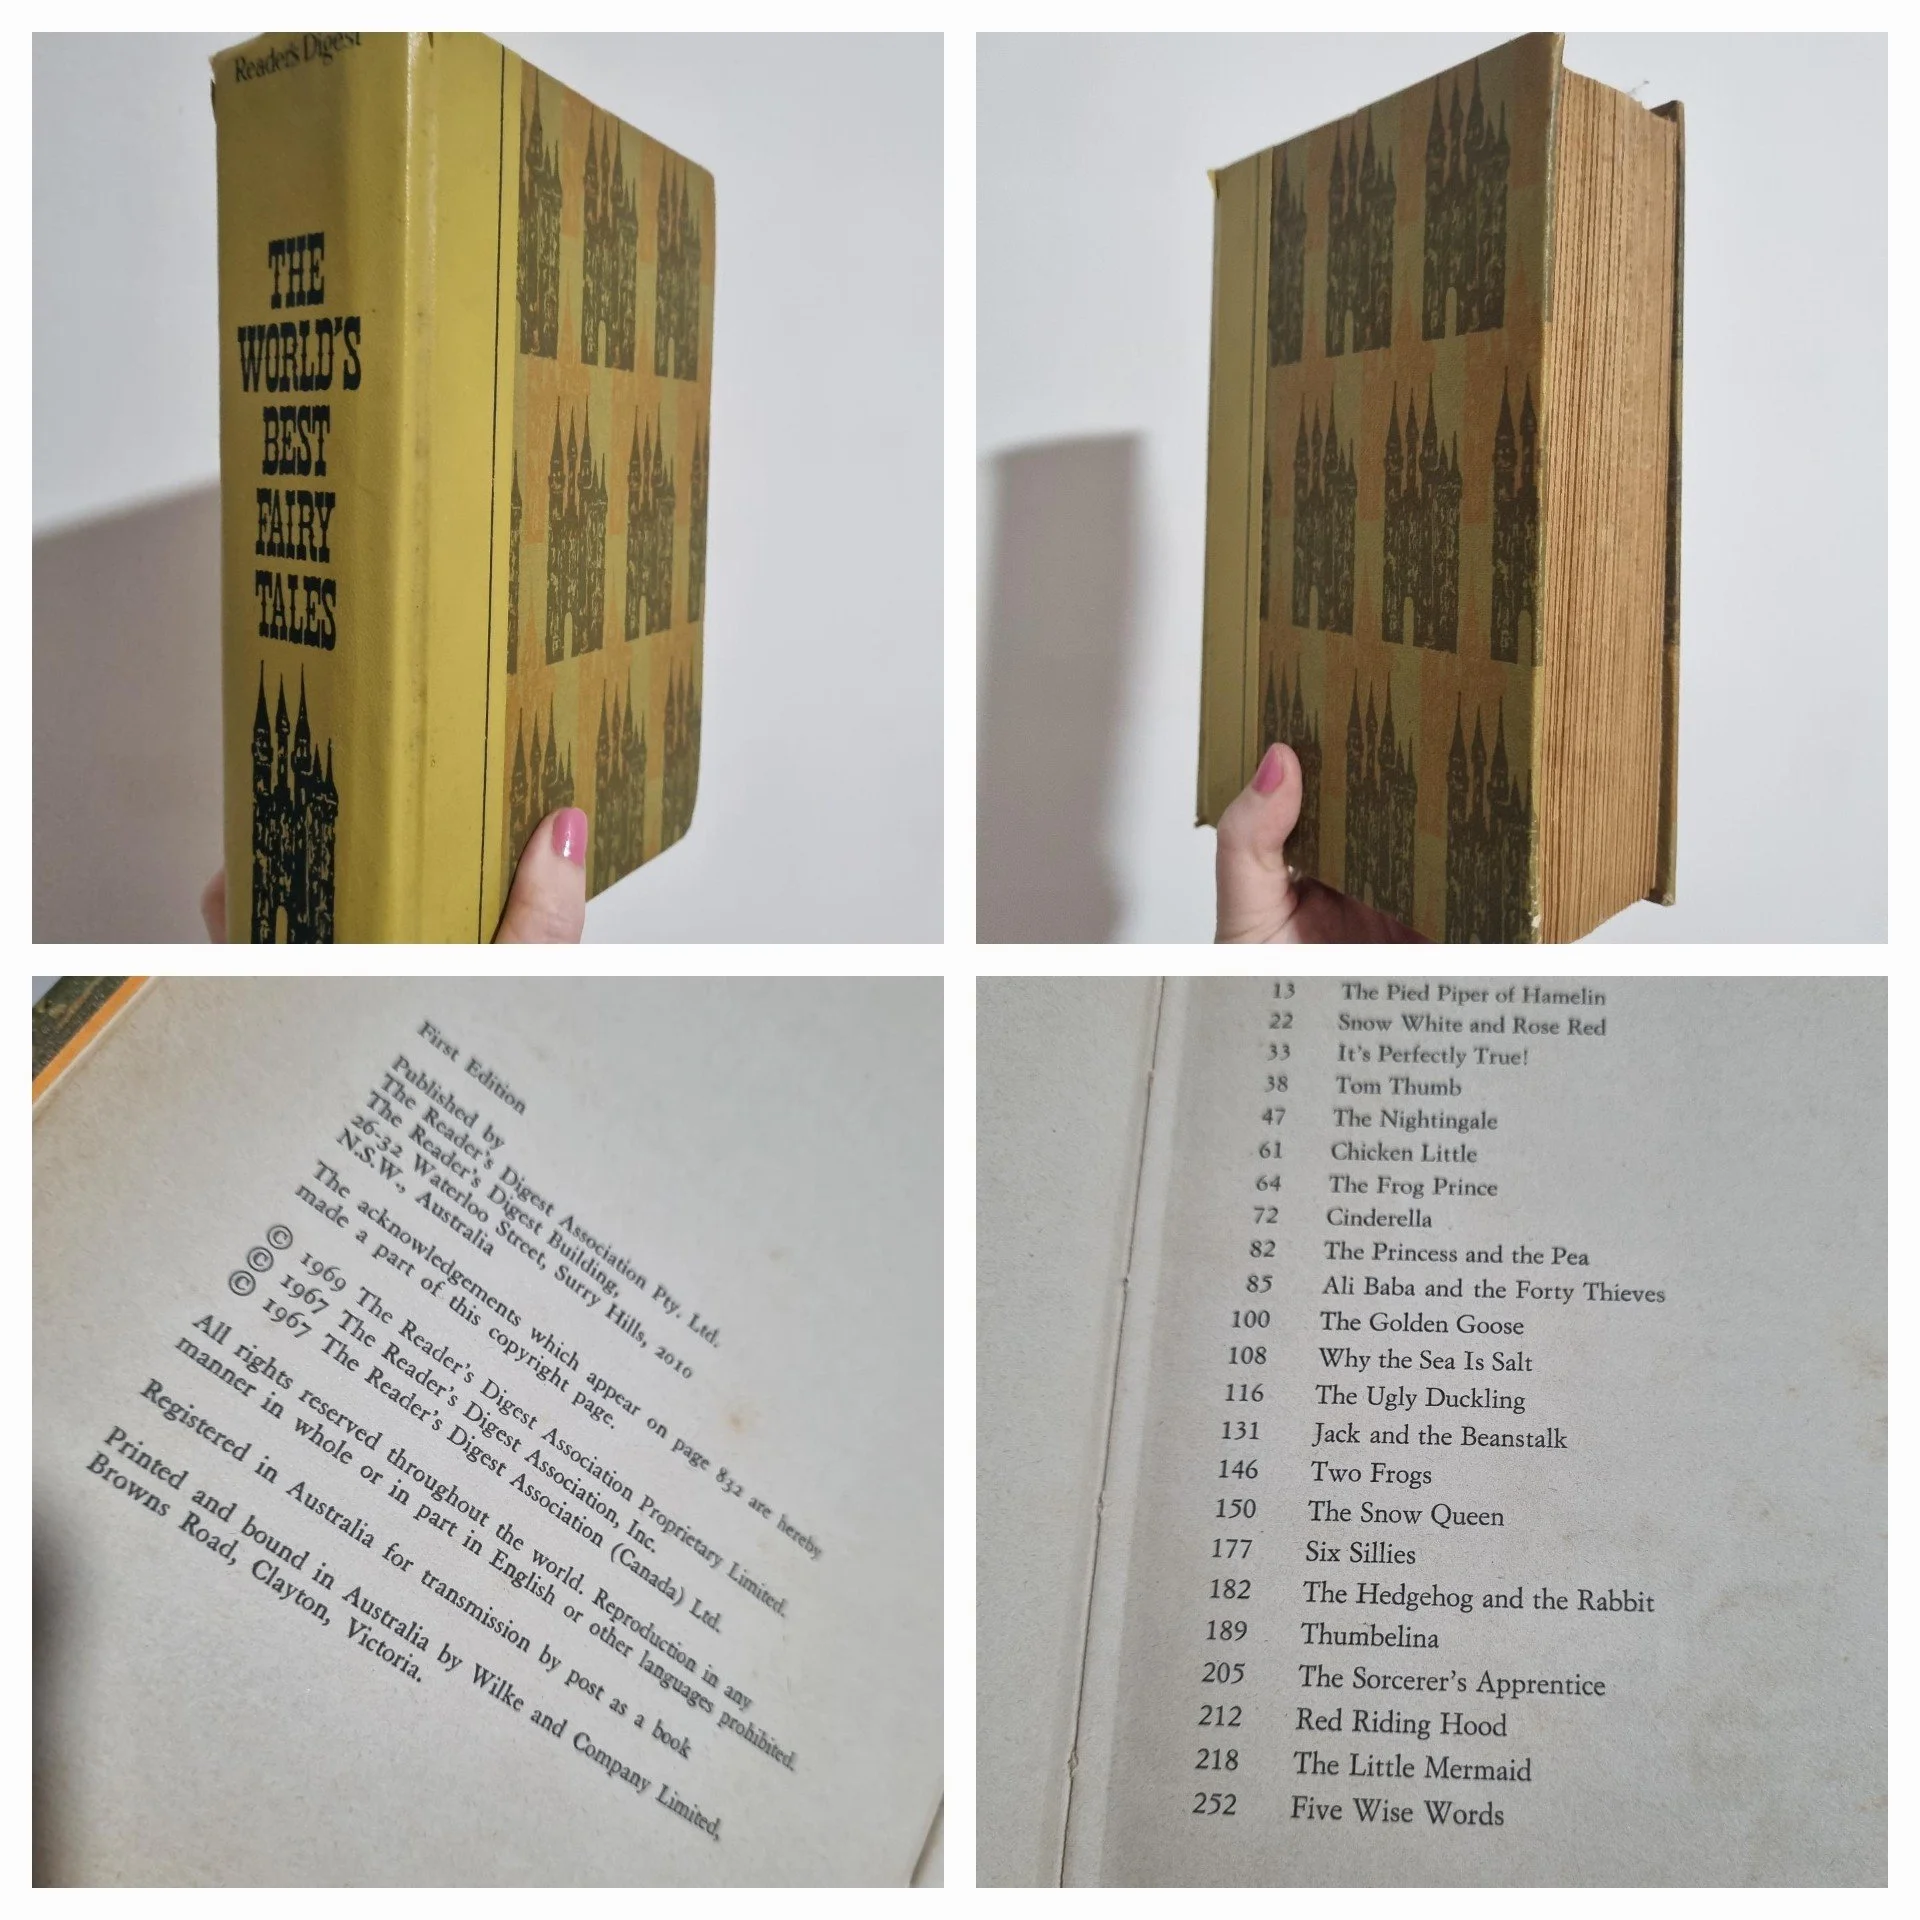 Reader's Digest
THE
WORLD'S
BEST
FAIRY
TALES
First Edition
Published by
The Reader's Digest Association Pty. Ltd.
The Reader's Digest Building,
26-32 Waterloo Street, Surry Hills, 2010
N.S.W., Australia
The acknowledgements which appear on page 832 are hereby
made a part of this copyright page.
© 1969 The Reader's Digest Association Proprietary Limited.
© 1967 The Reader's Digest Association, Inc.
© 1967 The Reader's Digest Association (Canada) Ltd.
All rights reserved throughout the world. Reproduction in any
manner in whole or in part in English or other languages prohibited.
Registered in Australia for transmission by post as a book
Printed and bound in Australia by Wilke and Company Limited,
Browns Road, Clayton, Victoria.
13 The Pied Piper of Hamelin
22 Snow White and Rose Red
33 It's Perfectly True!
38 Tom Thumb
47 The Nightingale
61 Chicken Little
64 The Frog Prince
72 Cinderella
82 The Princess and the Pea
85 Ali Baba and the Forty Thieves
100 The Golden Goose
108 Why the Sea Is Salt
116 The Ugly Duckling
131 Jack and the Beanstalk
146 Two Frogs
150 The Snow Queen
177 Six Sillies
182 The Hedgehog and the Rabbit
189 Thumbelina
205 The Sorcerer's Apprentice
212 Red Riding Hood
218 The Little Mermaid
252 Five Wise Words